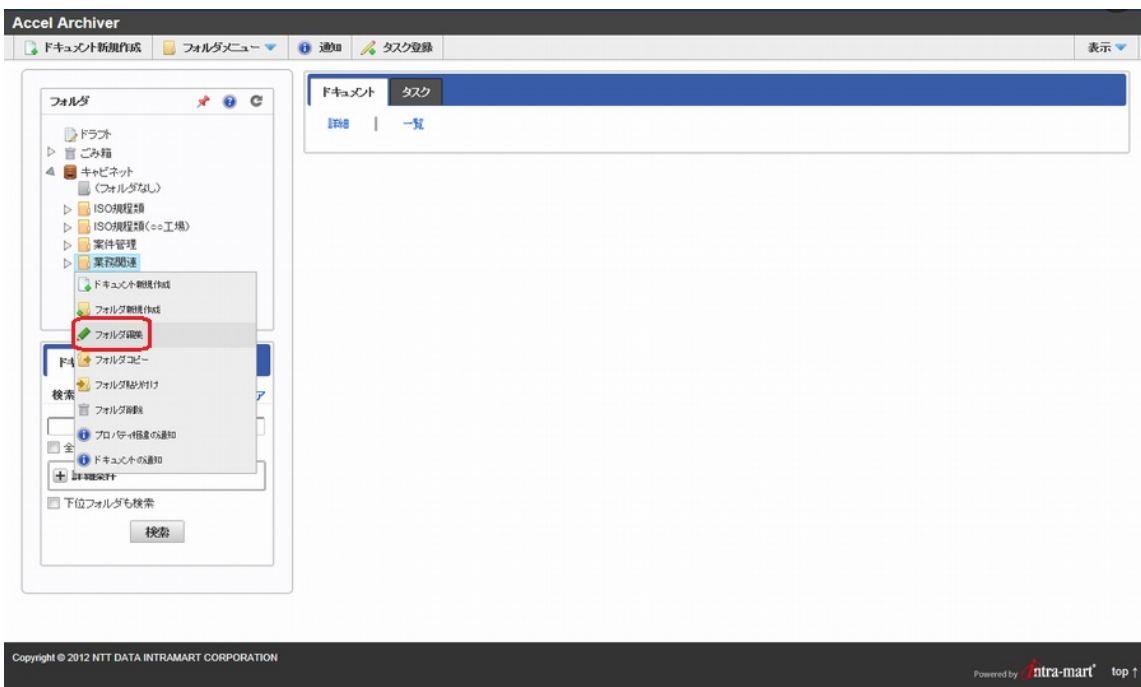 Accel Archiver
ドキュメント新規作成 フォルダメニュー 通知 タスク登録 表示
フォルダ
ドラフト
ごみ箱
キャビネット
(フォルダなし)
ISO規程類
ISO規程類(○○工場)
案件管理
業務関連
ドキュメント新規作成
フォルダ新規作成
フォルダ編集
フォルダコピー
フォルダ貼り付け
フォルダ削除
プロパティ格差の通知
ドキュメントの通知
検索
ア
全
詳細条件
下位フォルダも検索
検索
ドキュメント タスク
詳細 | 一覧
Copyright © 2012 NTT DATA INTRAMART CORPORATION
Powered by intra-mart top ↑